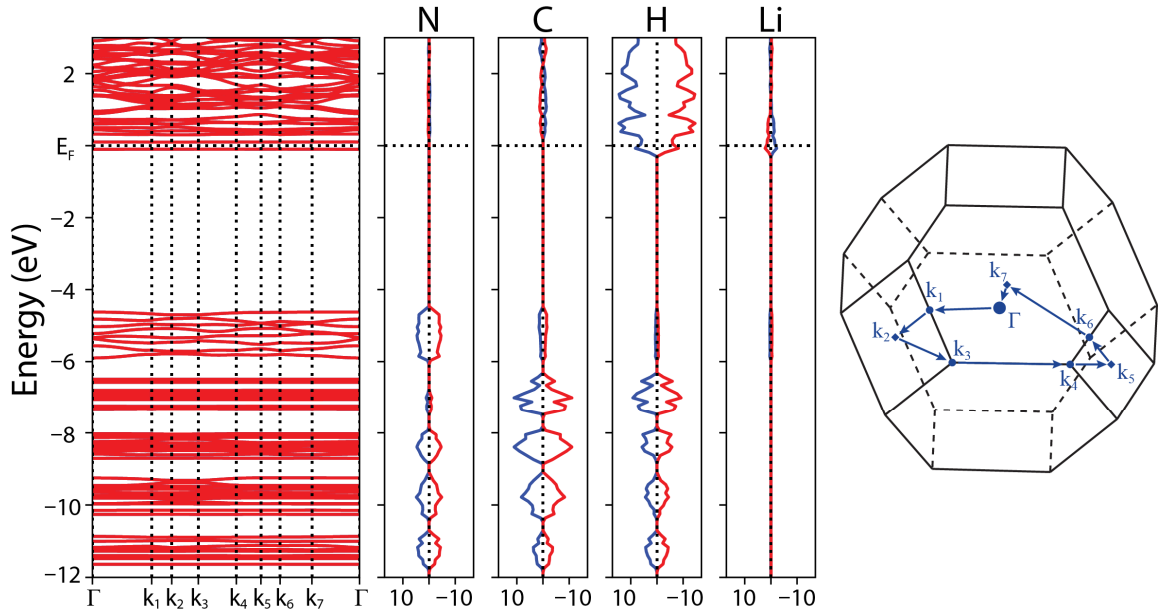 N C H Li
Energy (eV)
2
E_F
−2
−4
−6
−8
−10
−12
Γ k₁ k₂ k₃ k₄ k₅ k₆ k₇ Γ
10 −10 10 −10 10 −10 10 −10
k₇
k₁
Γ
k₆
k₂
k₃
k₄
k₅